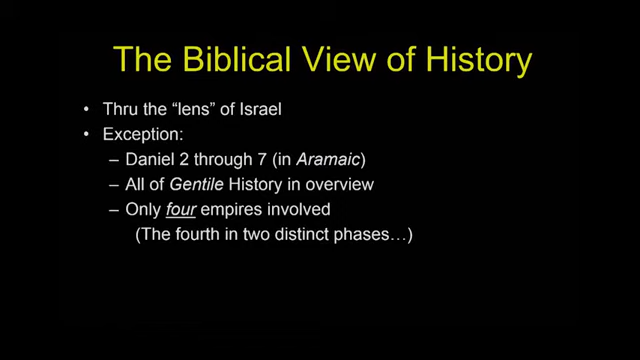 The Biblical View of History
• Thru the “lens” of Israel
• Exception:
– Daniel 2 through 7 (in Aramaic)
– All of Gentile History in overview
– Only four empires involved
(The fourth in two distinct phases…)